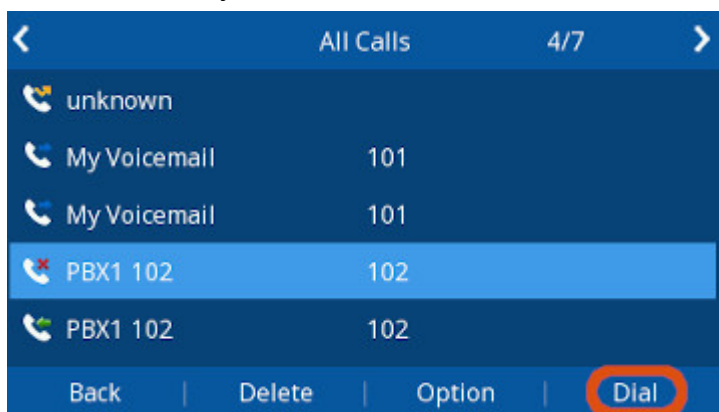 All Calls 4/7
unknown
My Voicemail 101
My Voicemail 101
PBX1 102 102
PBX1 102 102
Back | Delete | Option | Dial